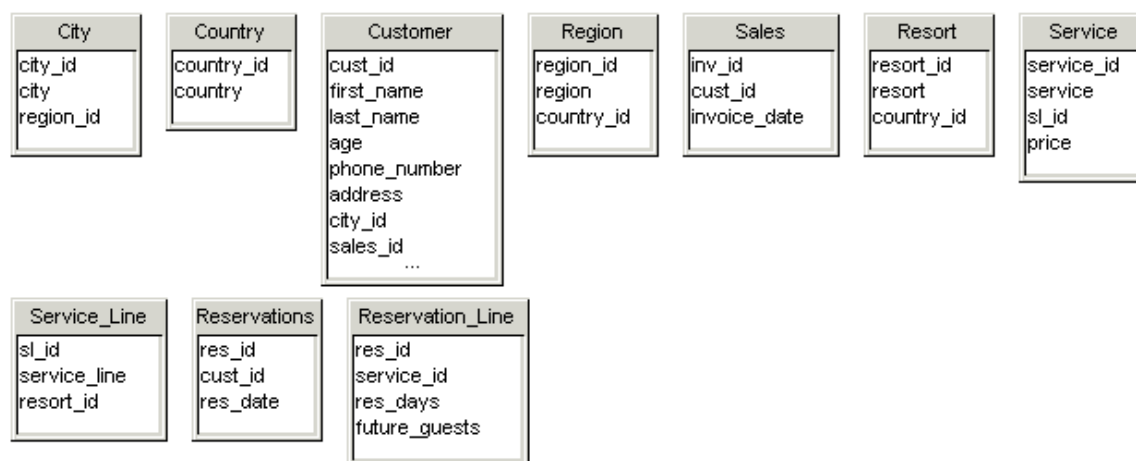 City
city_id
city
region_id
Country
country_id
country
Customer
cust_id
first_name
last_name
age
phone_number
address
city_id
sales_id
...
Region
region_id
region
country_id
Sales
inv_id
cust_id
invoice_date
Resort
resort_id
resort
country_id
Service
service_id
service
sl_id
price
Service_Line
sl_id
service_line
resort_id
Reservations
res_id
cust_id
res_date
Reservation_Line
res_id
service_id
res_days
future_guests